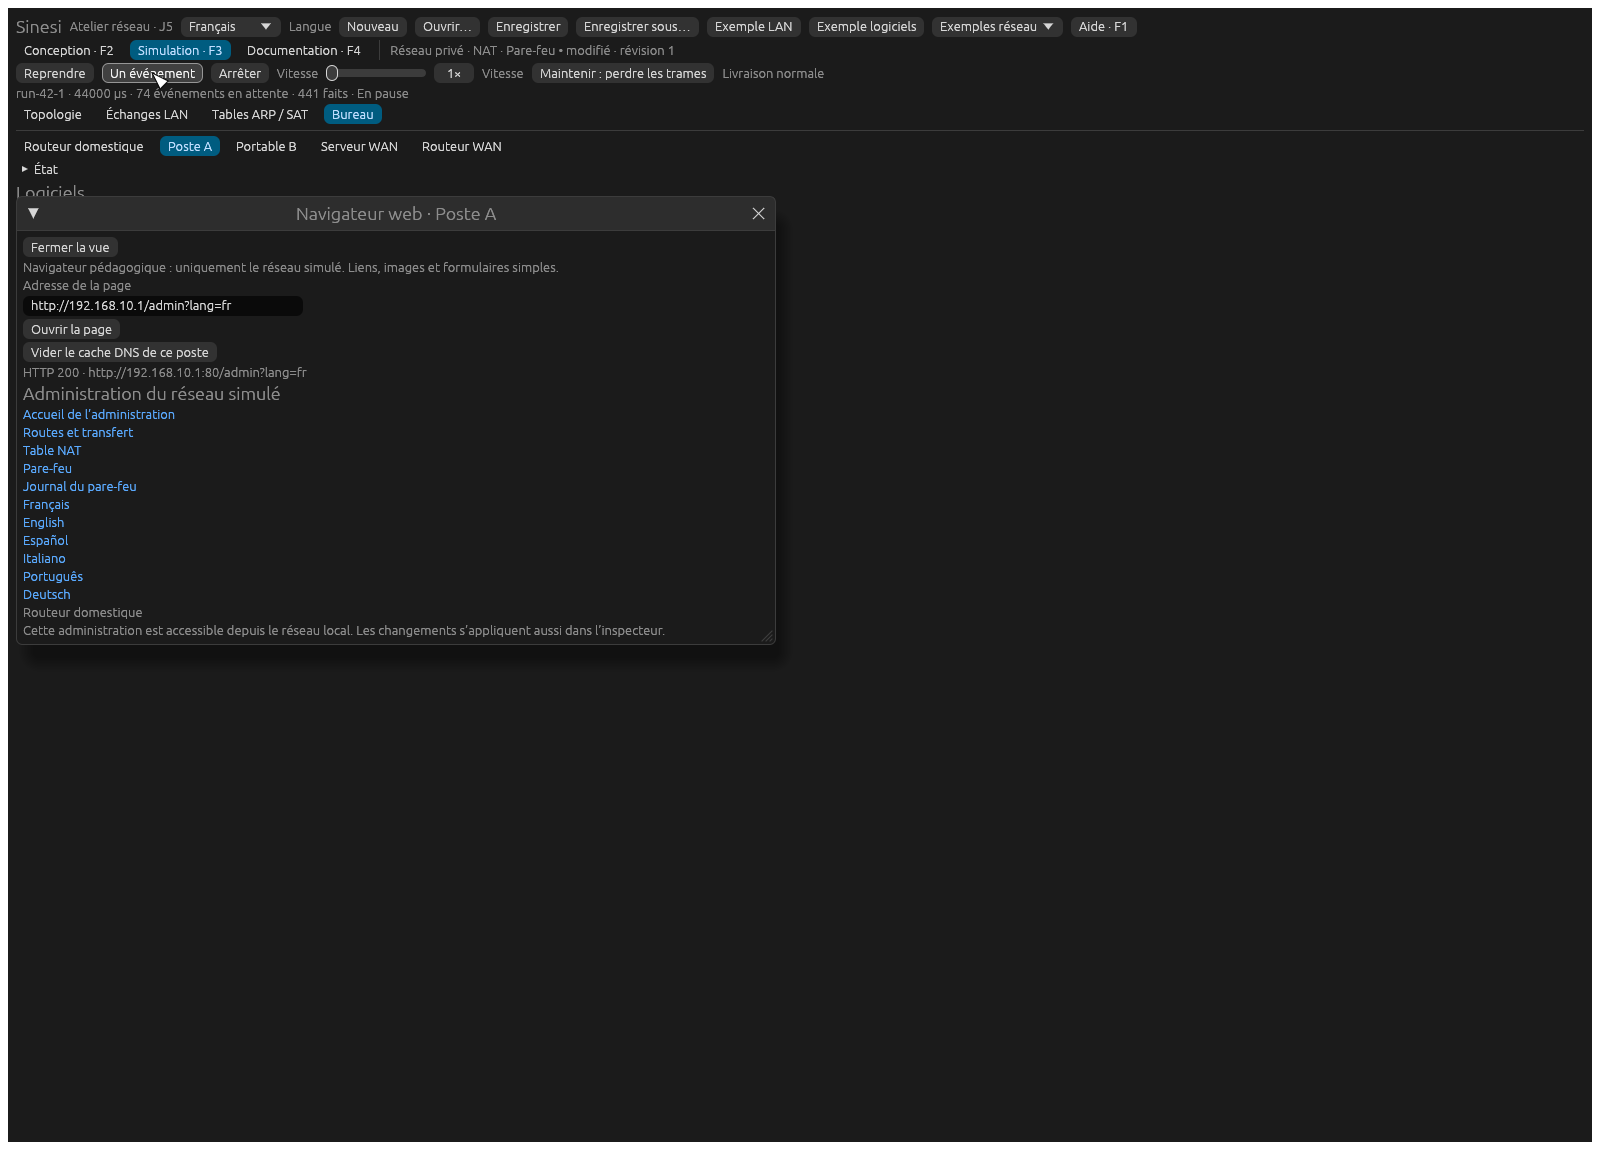 Sinesi Atelier réseau · J5 Français Langue Nouveau Ouvrir… Enregistrer Enregistrer sous… Exemple LAN Exemple logiciels Exemples réseau Aide · F1
Conception · F2 Simulation · F3 Documentation · F4 Réseau privé · NAT · Pare-feu • modifié · révision 1
Reprendre Un événement Arrêter Vitesse 1× Vitesse Maintenir : perdre les trames Livraison normale
run-42-1 · 44000 µs · 74 événements en attente · 441 faits · En pause
Topologie Échanges LAN Tables ARP / SAT Bureau
Routeur domestique Poste A Portable B Serveur WAN Routeur WAN
État
Logiciels
Navigateur web · Poste A
Fermer la vue
Navigateur pédagogique : uniquement le réseau simulé. Liens, images et formulaires simples.
Adresse de la page
http://192.168.10.1/admin?lang=fr
Ouvrir la page
Vider le cache DNS de ce poste
HTTP 200 · http://192.168.10.1:80/admin?lang=fr
Administration du réseau simulé
Accueil de l’administration
Routes et transfert
Table NAT
Pare-feu
Journal du pare-feu
Français
English
Español
Italiano
Português
Deutsch
Routeur domestique
Cette administration est accessible depuis le réseau local. Les changements s’appliquent aussi dans l’inspecteur.